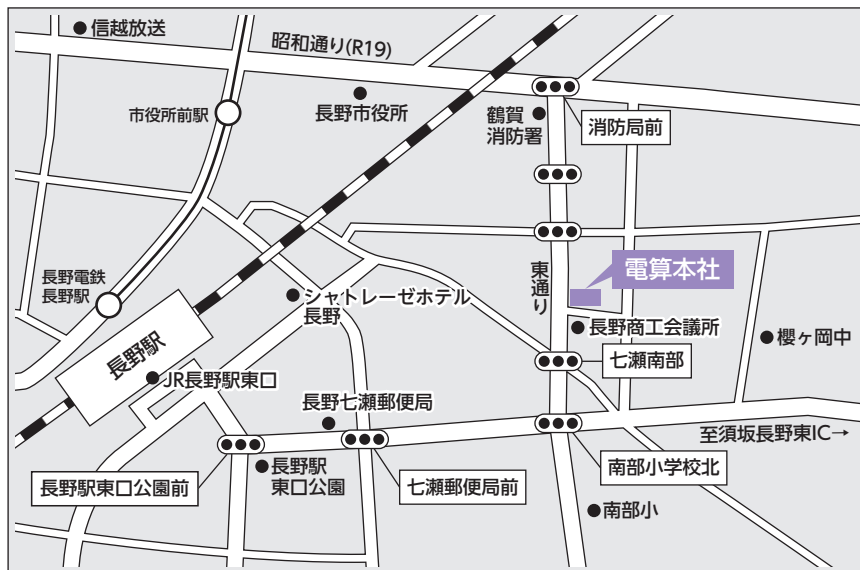 信越放送
昭和通り(R19)
市役所前駅
長野市役所
鶴賀
消防署
消防局前
長野電鉄
長野駅
シャトレーゼホテル
長野
東通り
電算本社
長野商工会議所
七瀬南部
櫻ヶ岡中
長野駅
JR長野駅東口
長野七瀬郵便局
至須坂長野東IC→
長野駅東口公園前
長野駅
東口公園
七瀬郵便局前
南部小学校北
南部小